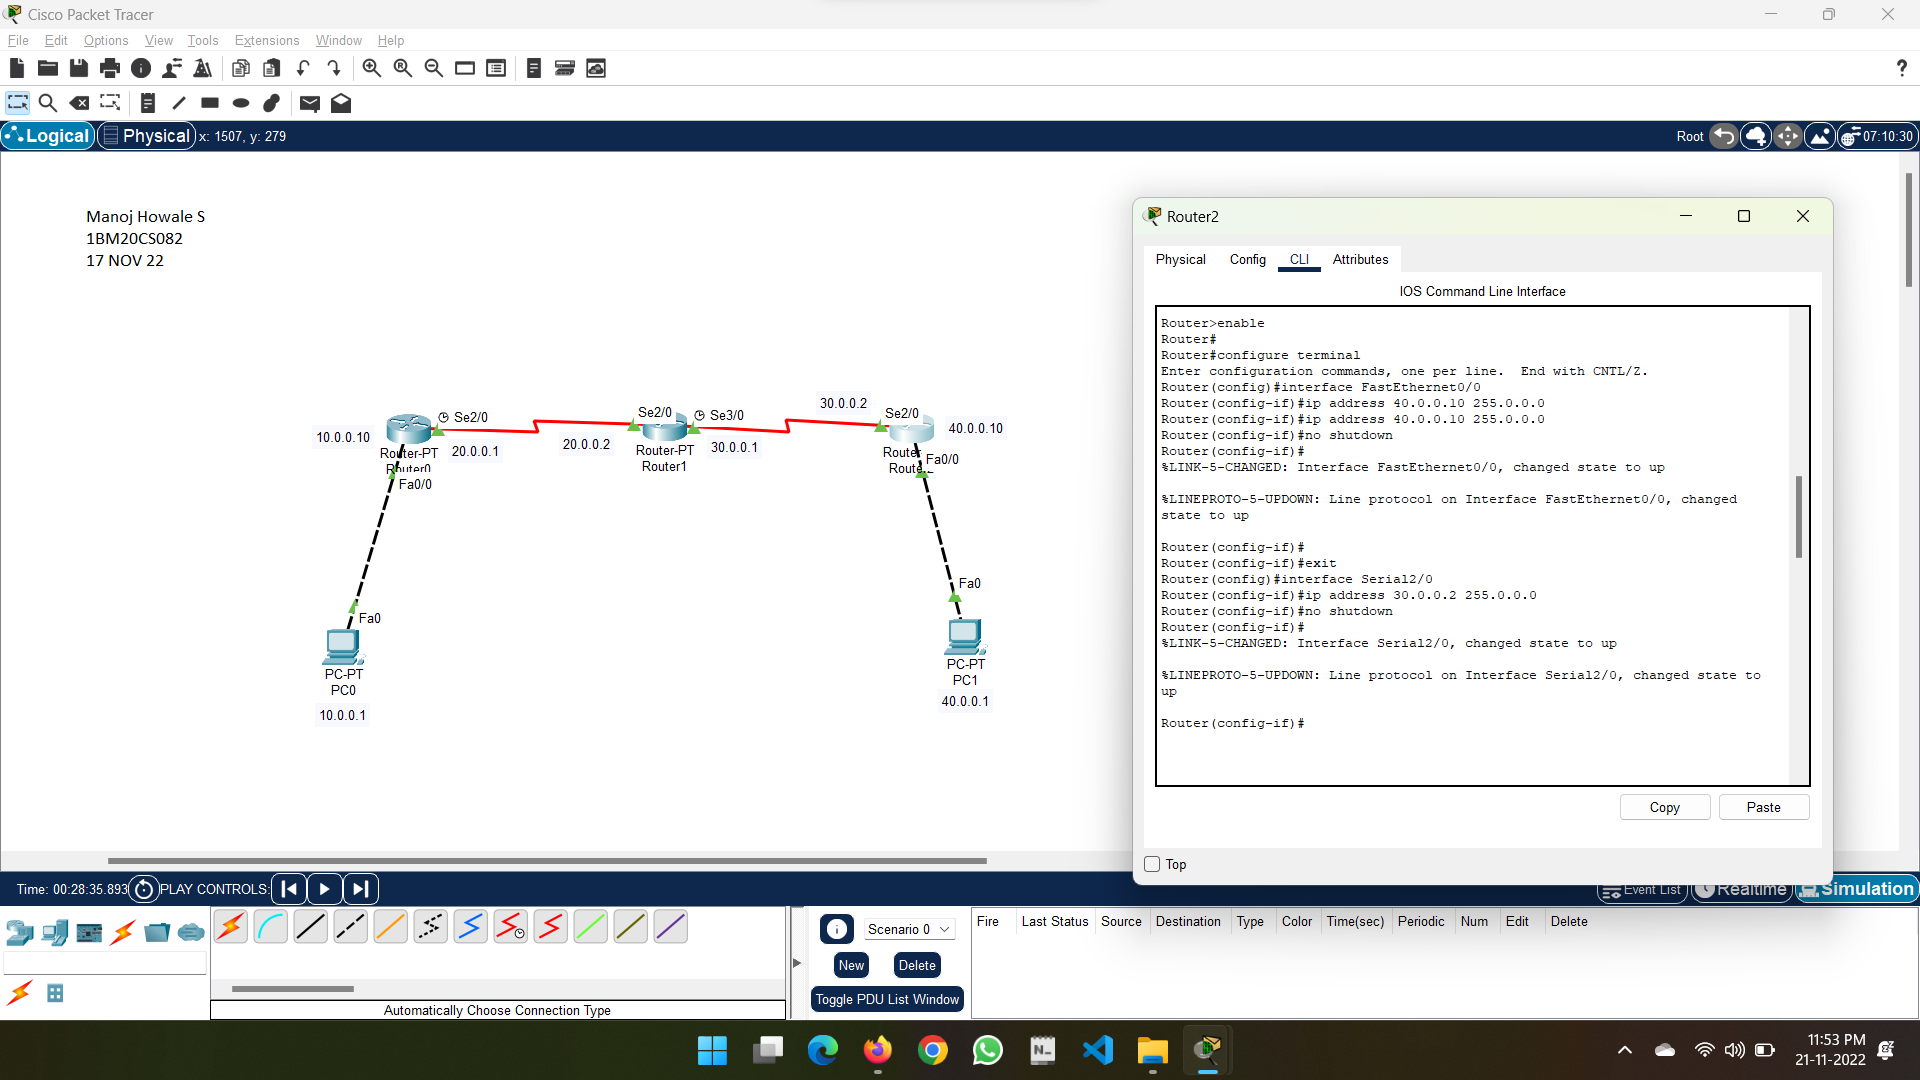 Cisco Packet Tracer
File Edit Options View Tools Extensions Window Help
?
Logical Physical x: 1507, y: 279
Root 07:10:30
Manoj Howale S
1BM20CS082
17 NOV 22
10.0.0.10
Se2/0
20.0.0.1
Router-PT
Router0
Fa0/0
20.0.0.2
Se2/0
Se3/0
30.0.0.1
Router-PT
Router1
30.0.0.2
Se2/0
40.0.0.10
Router
Fa0/0
Fa0
PC-PT
PC0
10.0.0.1
Fa0
PC-PT
PC1
40.0.0.1
Router2
Physical Config CLI Attributes
IOS Command Line Interface
Router>enable
Router#
Router#configure terminal
Enter configuration commands, one per line.  End with CNTL/Z.
Router(config)#interface FastEthernet0/0
Router(config-if)#ip address 40.0.0.10 255.0.0.0
Router(config-if)#ip address 40.0.0.10 255.0.0.0
Router(config-if)#no shutdown
Router(config-if)#
%LINK-5-CHANGED: Interface FastEthernet0/0, changed state to up
%LINEPROTO-5-UPDOWN: Line protocol on Interface FastEthernet0/0, changed
state to up
Router(config-if)#
Router(config-if)#exit
Router(config)#interface Serial2/0
Router(config-if)#ip address 30.0.0.2 255.0.0.0
Router(config-if)#no shutdown
Router(config-if)#
%LINK-5-CHANGED: Interface Serial2/0, changed state to up
%LINEPROTO-5-UPDOWN: Line protocol on Interface Serial2/0, changed state to
up
Router(config-if)#
Copy Paste
Top
Time: 00:28:35.893 PLAY CONTROLS:
Event List Realtime Simulation
Automatically Choose Connection Type
Scenario 0
New Delete
Toggle PDU List Window
Fire Last Status Source Destination Type Color Time(sec) Periodic Num Edit Delete
11:53 PM
21-11-2022